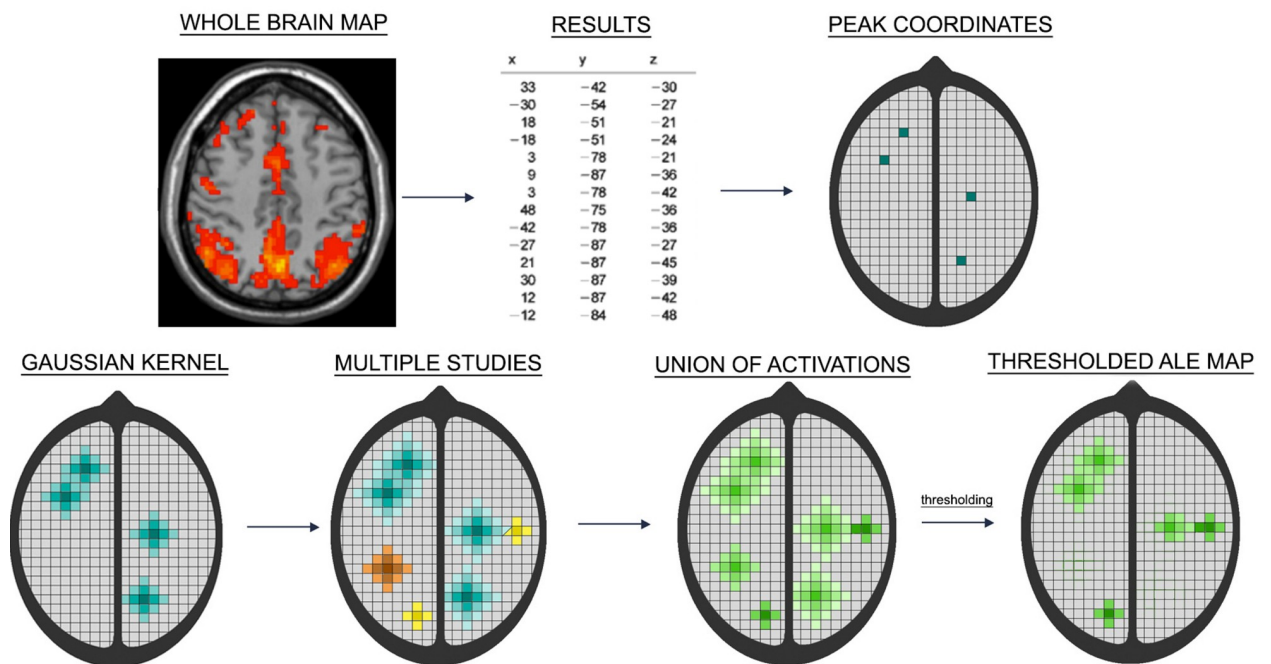 WHOLE BRAIN MAP
RESULTS
PEAK COORDINATES
x y z
33 −42 −30
−30 −54 −27
18 −51 −21
−18 −51 −24
3 −78 −21
9 −87 −36
3 −78 −42
48 −75 −36
−42 −78 −36
−27 −87 −27
21 −87 −45
30 −87 −39
12 −87 −42
−12 −84 −48
GAUSSIAN KERNEL
MULTIPLE STUDIES
UNION OF ACTIVATIONS
THRESHOLDED ALE MAP
thresholding